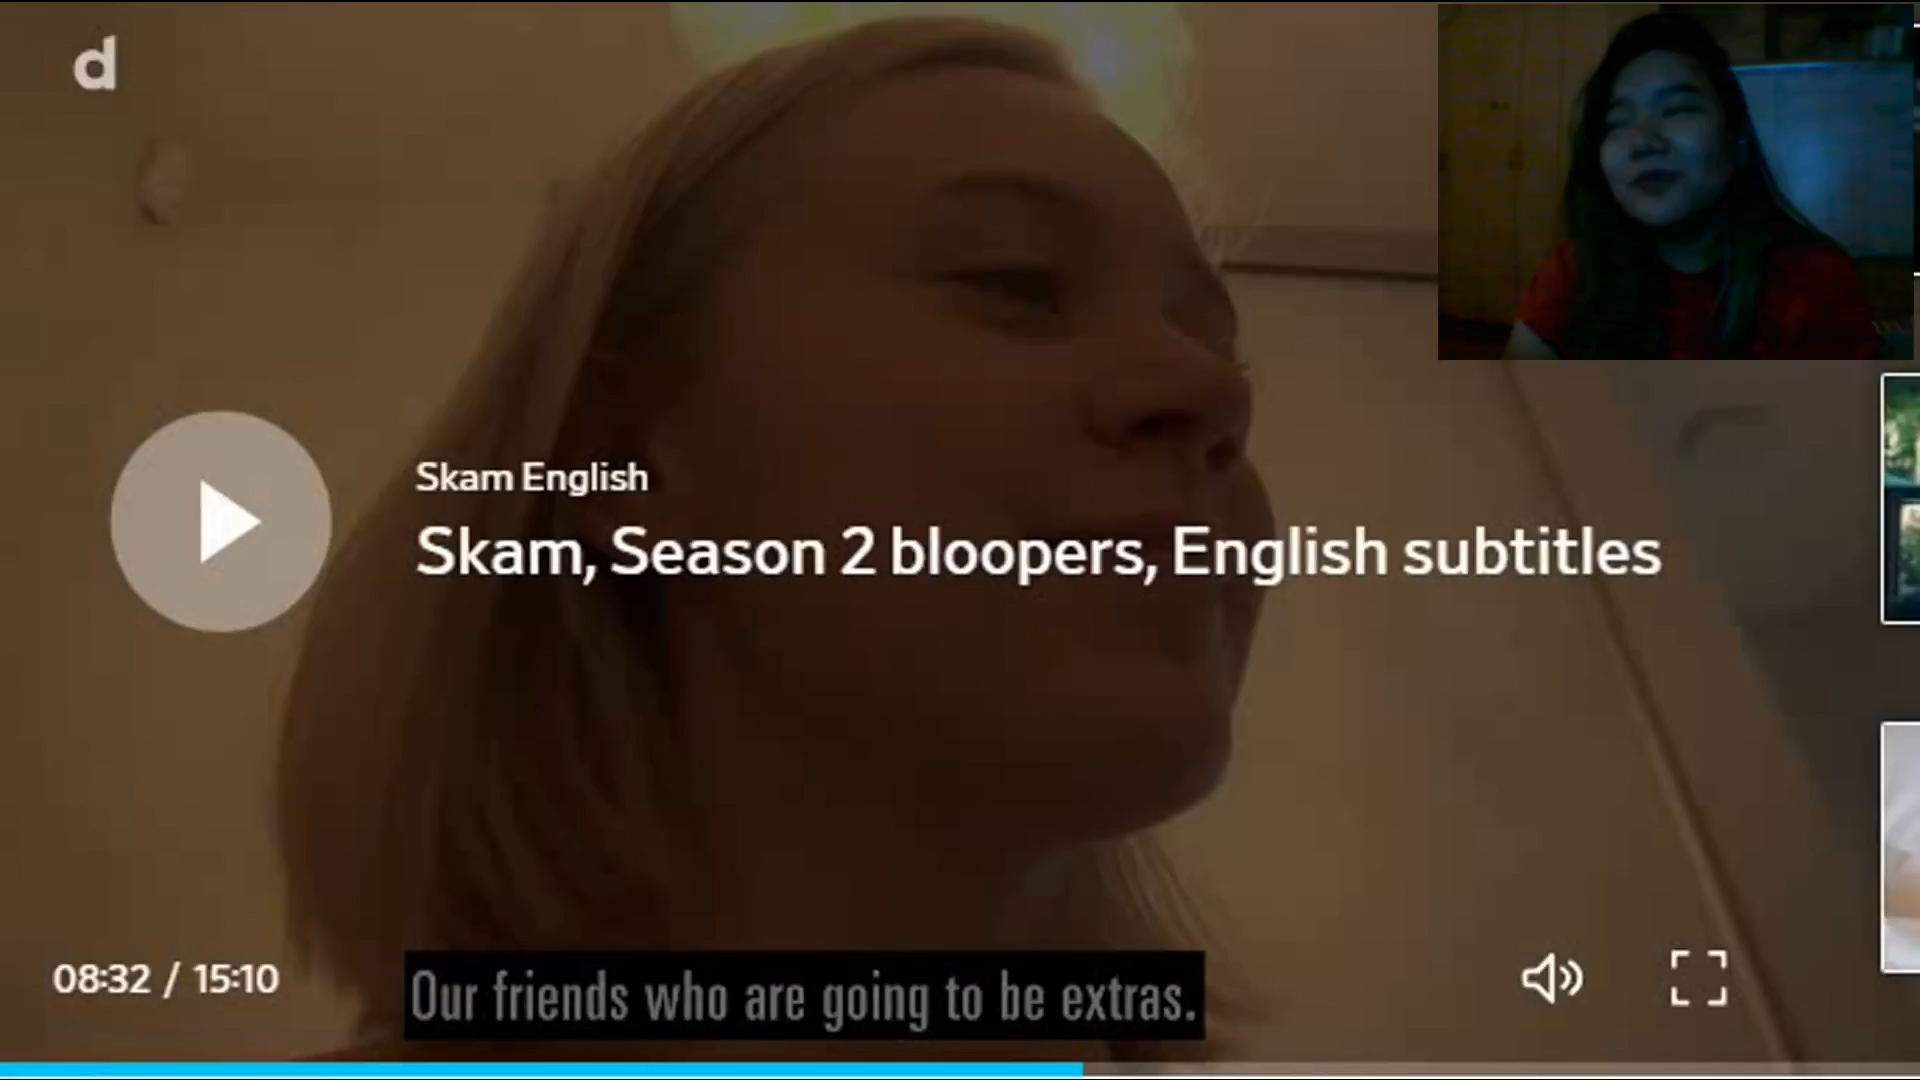 d
Skam English
Skam, Season 2 bloopers, English subtitles
08:32 / 15:10
Our friends who are going to be extras.